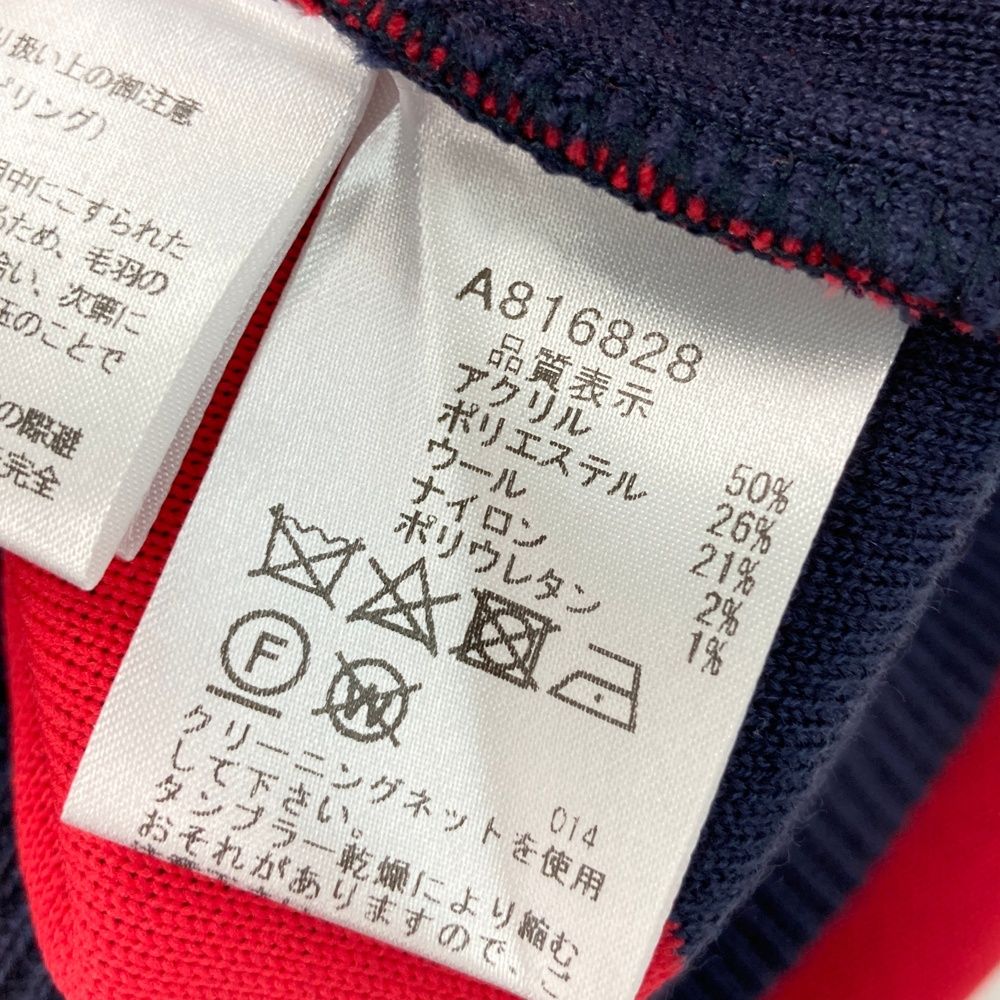 り扱い上の御注意
リング）
中にこすられた
ため、毛羽の
合い、次第に
玉のことで
の際避
完全
A816828
品質表示
アクリル 50%
ポリエステル 26%
ウール 21%
ナイロン 2%
ポリウレタン 1%
F W
014
クリーニングネットを使用
して下さい。
タンブラー乾燥により縮む
おそれがありますので、ご